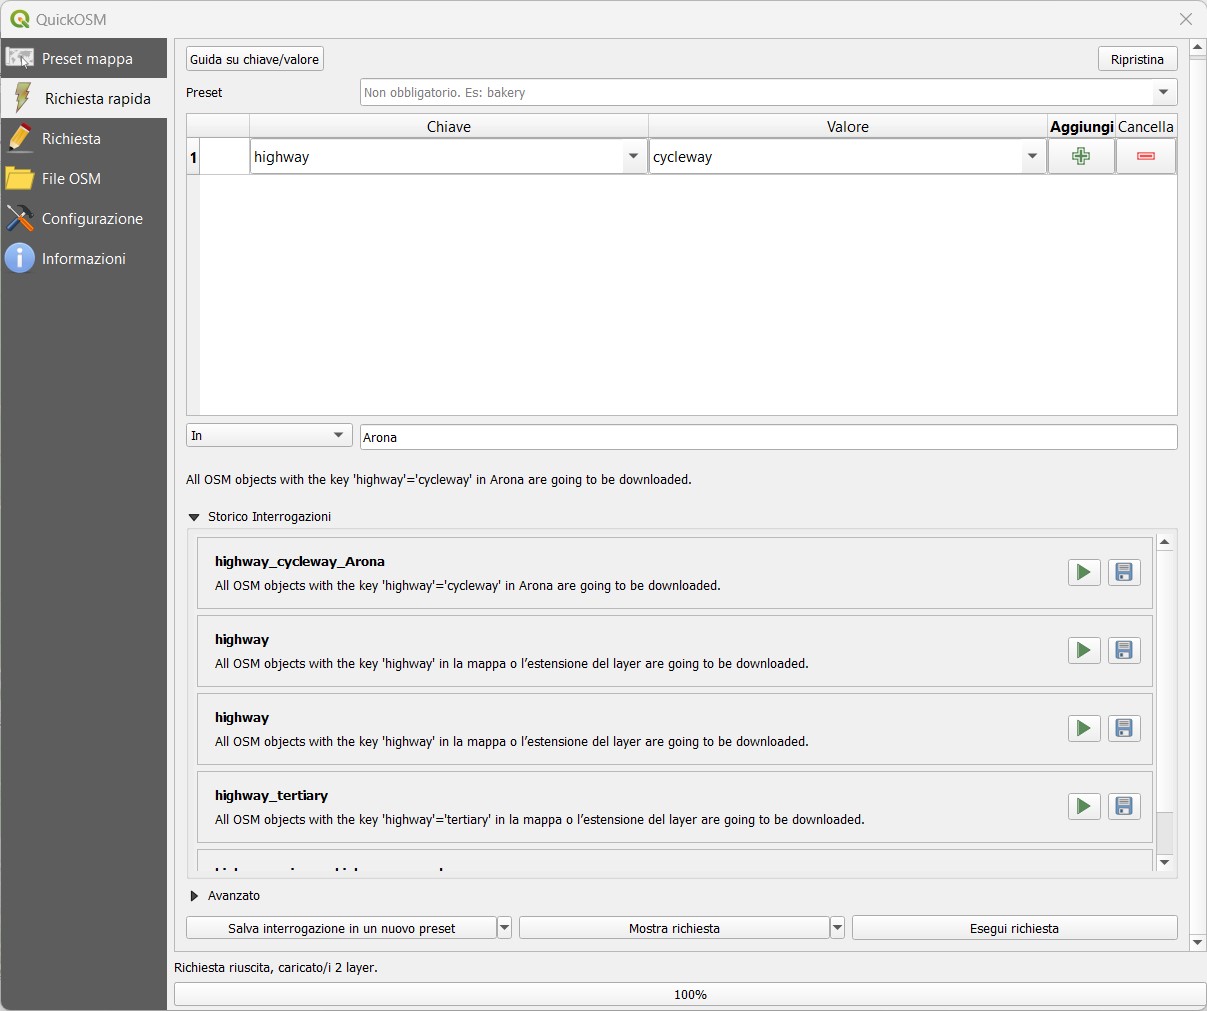 QuickOSM
Preset mappa
Richiesta rapida
Richiesta
File OSM
Configurazione
Informazioni
Guida su chiave/valore
Ripristina
Preset
Non obbligatorio. Es: bakery
Chiave Valore Aggiungi Cancella
1 highway cycleway
In Arona
All OSM objects with the key 'highway'='cycleway' in Arona are going to be downloaded.
Storico Interrogazioni
highway_cycleway_Arona
All OSM objects with the key 'highway'='cycleway' in Arona are going to be downloaded.
highway
All OSM objects with the key 'highway' in la mappa o l’estensione del layer are going to be downloaded.
highway
All OSM objects with the key 'highway' in la mappa o l’estensione del layer are going to be downloaded.
highway_tertiary
All OSM objects with the key 'highway'='tertiary' in la mappa o l’estensione del layer are going to be downloaded.
Avanzato
Salva interrogazione in un nuovo preset Mostra richiesta Esegui richiesta
Richiesta riuscita, caricato/i 2 layer.
100%